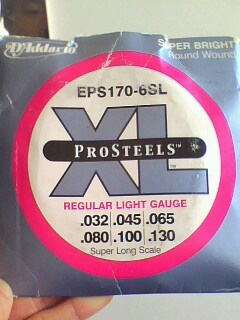 D'Addario
SUPER BRIGHT
Round Wound
EPS170-6SL
XL
PROSTEELS™
REGULAR LIGHT GAUGE
.032 .045 .065
.080 .100 .130
Super Long Scale